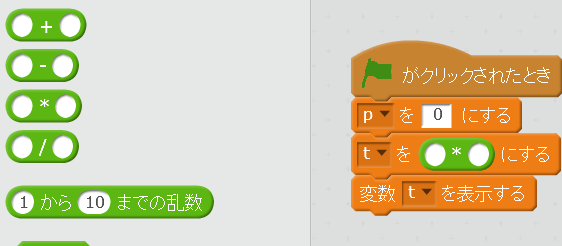 +
-
*
/
1 から 10 までの乱数
がクリックされたとき
p を 0 にする
t を * にする
変数 t を表示する